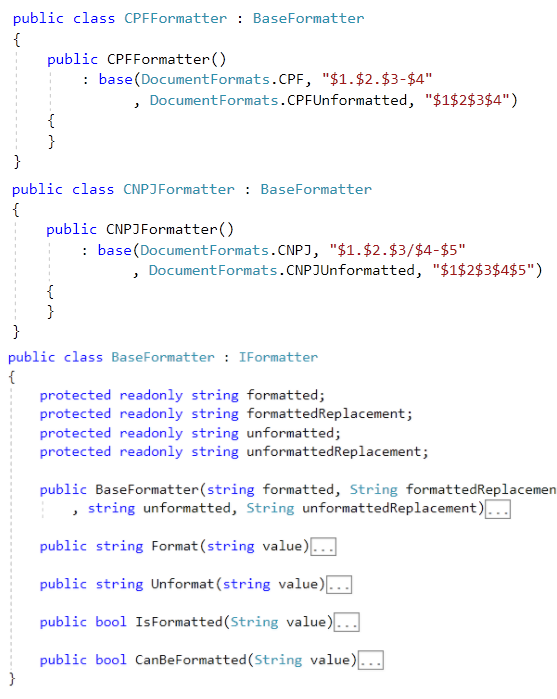 public class CPFFormatter : BaseFormatter
{
    public CPFFormatter()
        : base(DocumentFormats.CPF, "$1.$2.$3-$4"
              , DocumentFormats.CPFUnformatted, "$1$2$3$4")
    {
    }
}
public class CNPJFormatter : BaseFormatter
{
    public CNPJFormatter()
        : base(DocumentFormats.CNPJ, "$1.$2.$3/$4-$5"
              , DocumentFormats.CNPJUnformatted, "$1$2$3$4$5")
    {
    }
}
public class BaseFormatter : IFormatter
{
    protected readonly string formatted;
    protected readonly string formattedReplacement;
    protected readonly string unformatted;
    protected readonly string unformattedReplacement;
    public BaseFormatter(string formatted, String formattedReplacemen
        , string unformatted, String unformattedReplacement)...
    public string Format(string value)...
    public string Unformat(string value)...
    public bool IsFormatted(String value)...
    public bool CanBeFormatted(String value)...
}